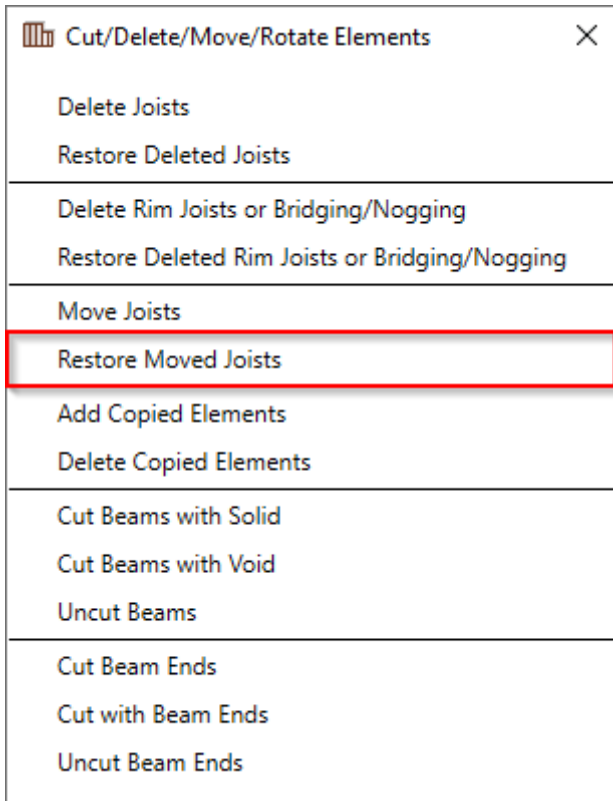 Cut/Delete/Move/Rotate Elements
Delete Joists
Restore Deleted Joists
Delete Rim Joists or Bridging/Nogging
Restore Deleted Rim Joists or Bridging/Nogging
Move Joists
Restore Moved Joists
Add Copied Elements
Delete Copied Elements
Cut Beams with Solid
Cut Beams with Void
Uncut Beams
Cut Beam Ends
Cut with Beam Ends
Uncut Beam Ends